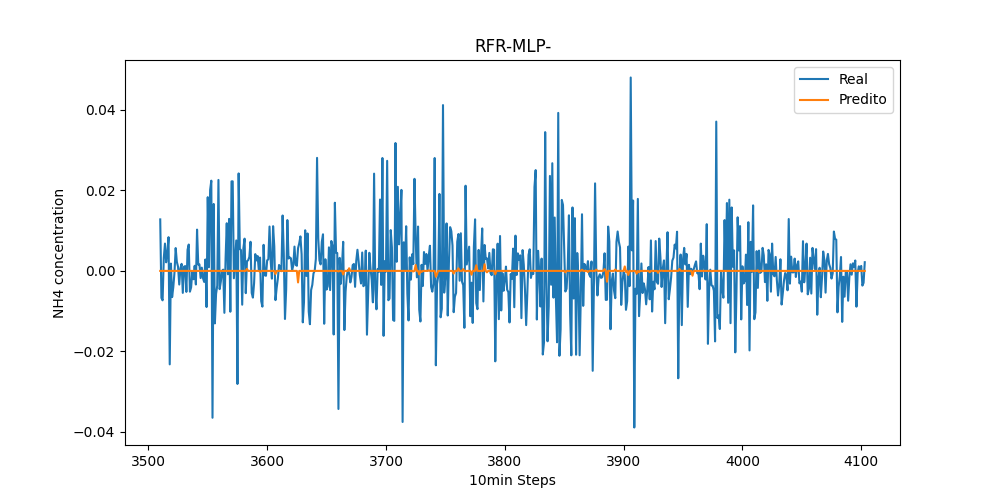 RFR-MLP-
Real
Predito
NH4 concentration
0.04
0.02
0.00
−0.02
−0.04
3500 3600 3700 3800 3900 4000 4100
10min Steps